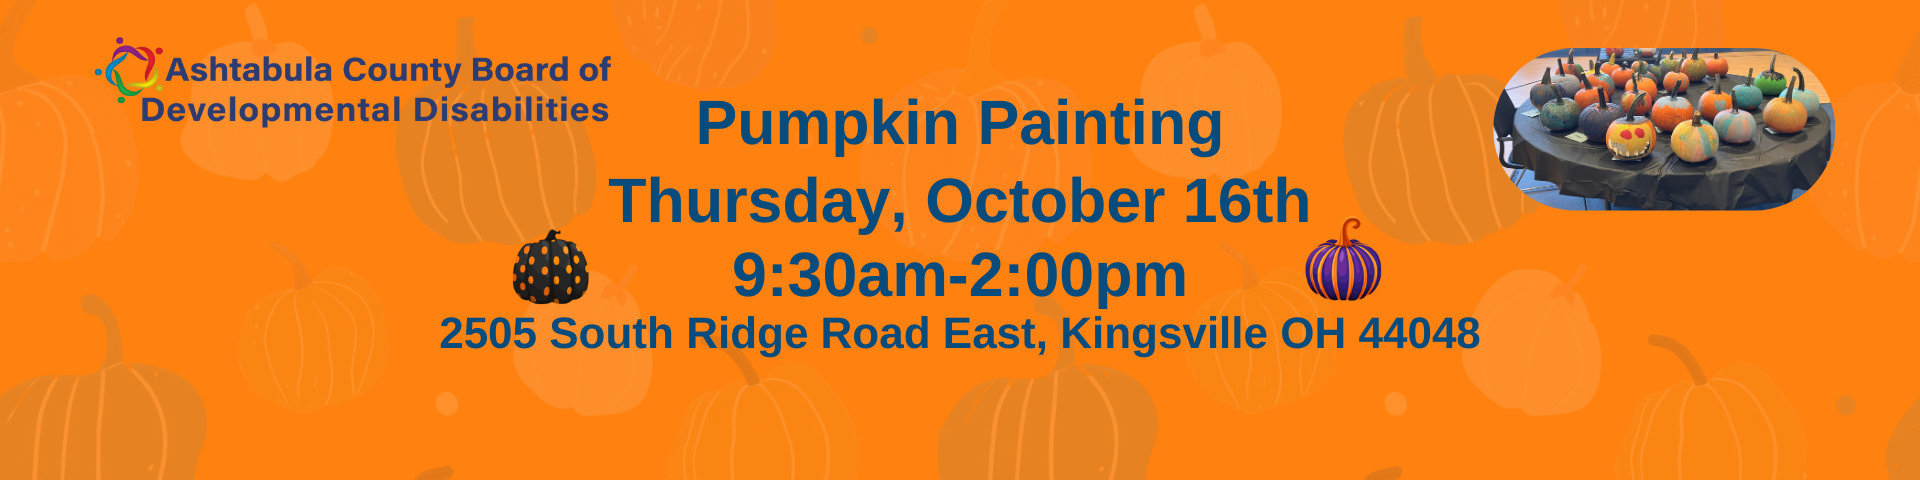 Ashtabula County Board of
Developmental Disabilities
Pumpkin Painting
Thursday, October 16th
9:30am-2:00pm
2505 South Ridge Road East, Kingsville OH 44048